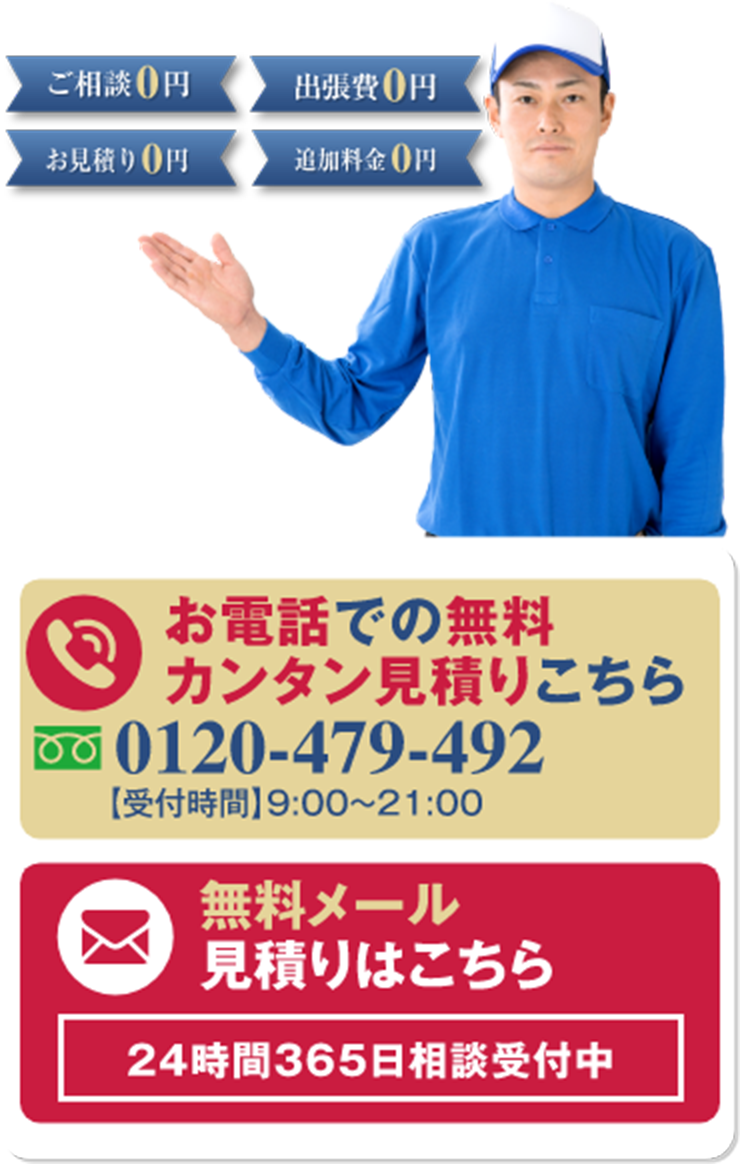 ご相談0円
出張費0円
お見積り0円
追加料金0円
お電話での無料
カンタン見積りこちら
0120-479-492
【受付時間】9:00～21:00
無料メール
見積りはこちら
24時間365日相談受付中